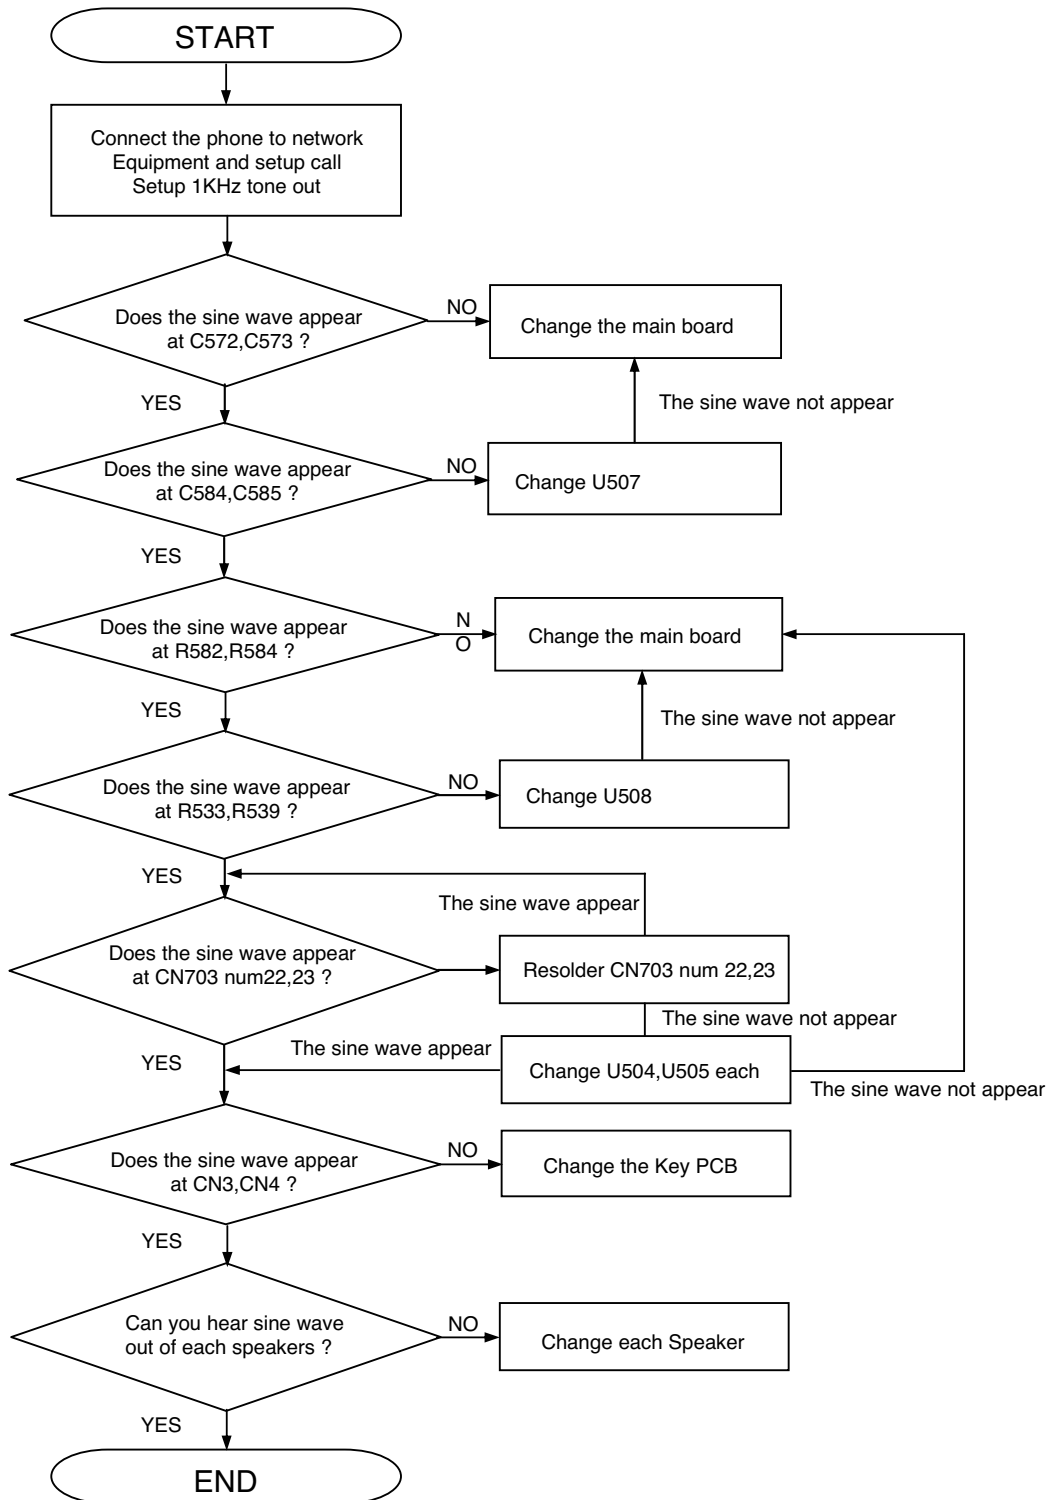 START
Connect the phone to network
Equipment and setup call
Setup 1KHz tone out
Does the sine wave appear
at C572,C573 ?
NO
Change the main board
YES
The sine wave not appear
Does the sine wave appear
at C584,C585 ?
NO
Change U507
YES
Does the sine wave appear
at R582,R584 ?
N
O
Change the main board
YES
The sine wave not appear
Does the sine wave appear
at R533,R539 ?
NO
Change U508
YES
The sine wave appear
Does the sine wave appear
at CN703 num22,23 ?
Resolder CN703 num 22,23
The sine wave not appear
YES
The sine wave appear
Change U504,U505 each
The sine wave not appear
Does the sine wave appear
at CN3,CN4 ?
NO
Change the Key PCB
YES
Can you hear sine wave
out of each speakers ?
NO
Change each Speaker
YES
END